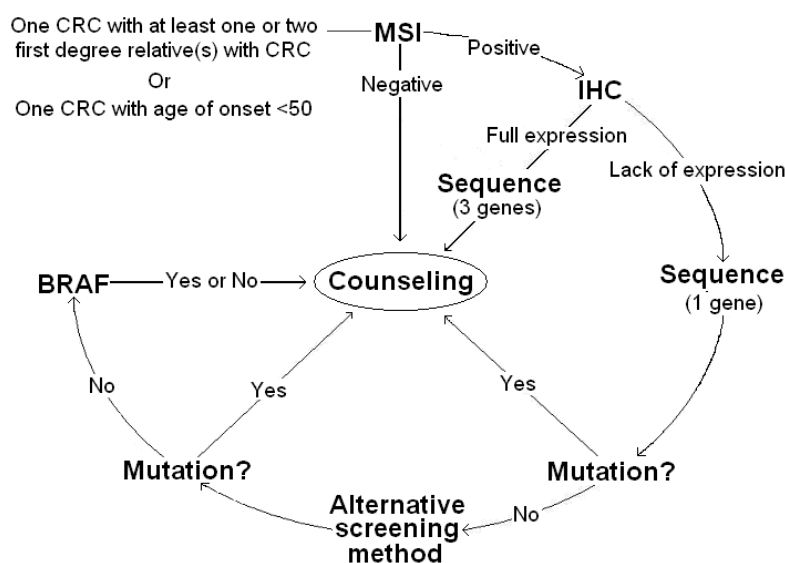 One CRC with at least one or two
first degree relative(s) with CRC
Or
One CRC with age of onset <50
MSI
Positive
Negative
IHC
Full expression
Lack of expression
Sequence
(3 genes)
Sequence
(1 gene)
BRAF
Yes or No
Counseling
No
Yes
Yes
Mutation?
Mutation?
Alternative
screening
method
No